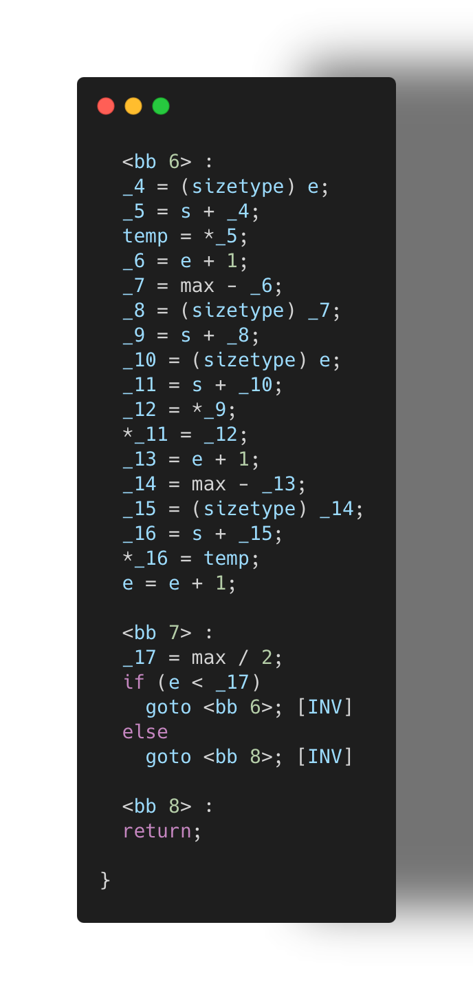 <bb 6> :
_4 = (sizetype) e;
_5 = s + _4;
temp = *_5;
_6 = e + 1;
_7 = max - _6;
_8 = (sizetype) _7;
_9 = s + _8;
_10 = (sizetype) e;
_11 = s + _10;
_12 = *_9;
*_11 = _12;
_13 = e + 1;
_14 = max - _13;
_15 = (sizetype) _14;
_16 = s + _15;
*_16 = temp;
e = e + 1;
<bb 7> :
_17 = max / 2;
if (e < _17)
goto <bb 6>; [INV]
else
goto <bb 8>; [INV]
<bb 8> :
return;
}